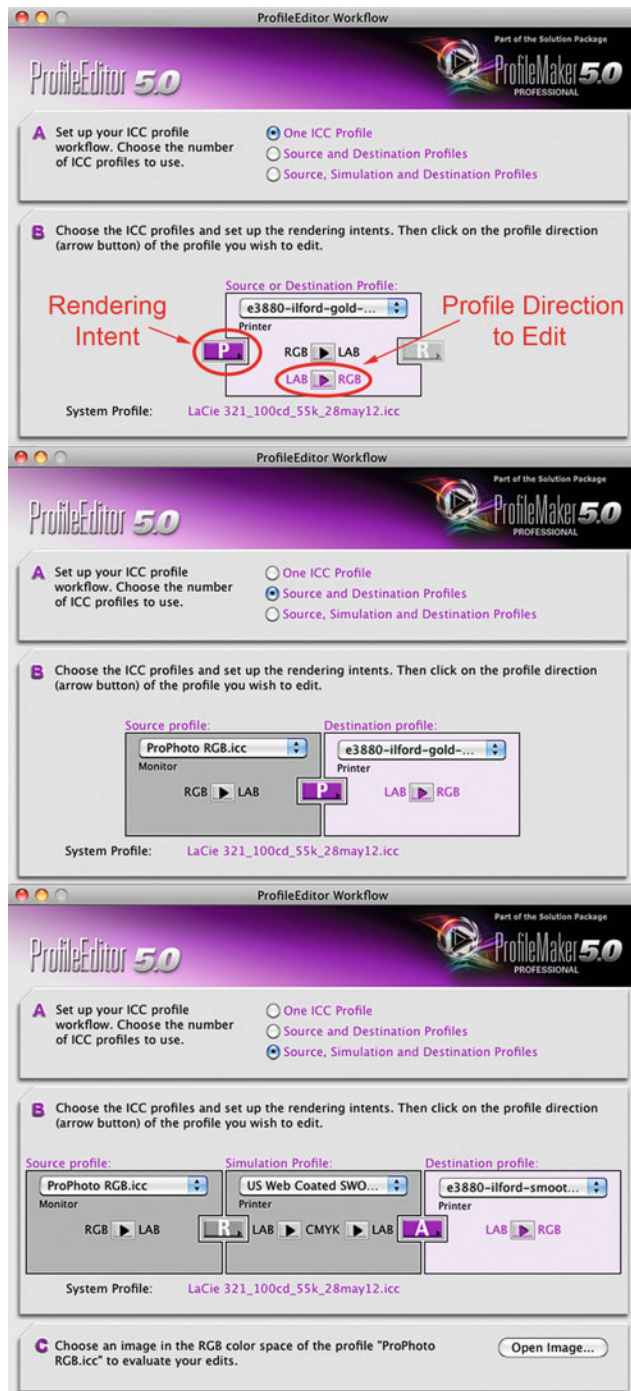 ProfileEditor Workflow
Part of the Solution Package
ProfileEditor 5.0
ProfileMaker 5.0
PROFESSIONAL
A Set up your ICC profile
workflow. Choose the number
of ICC profiles to use.
One ICC Profile
Source and Destination Profiles
Source, Simulation and Destination Profiles
B Choose the ICC profiles and set up the rendering intents. Then click on the profile direction
(arrow button) of the profile you wish to edit.
Source or Destination Profile:
e3880-ilford-gold-...
Printer
Rendering
Intent
Profile Direction
to Edit
P
RGB LAB
R
LAB RGB
System Profile: LaCie 321_100cd_55k_28may12.icc
ProfileEditor Workflow
Part of the Solution Package
ProfileEditor 5.0
ProfileMaker 5.0
PROFESSIONAL
A Set up your ICC profile
workflow. Choose the number
of ICC profiles to use.
One ICC Profile
Source and Destination Profiles
Source, Simulation and Destination Profiles
B Choose the ICC profiles and set up the rendering intents. Then click on the profile direction
(arrow button) of the profile you wish to edit.
Source profile: Destination profile:
ProPhoto RGB.icc e3880-ilford-gold-...
Monitor Printer
RGB LAB P LAB RGB
System Profile: LaCie 321_100cd_55k_28may12.icc
ProfileEditor Workflow
Part of the Solution Package
ProfileEditor 5.0
ProfileMaker 5.0
PROFESSIONAL
A Set up your ICC profile
workflow. Choose the number
of ICC profiles to use.
One ICC Profile
Source and Destination Profiles
Source, Simulation and Destination Profiles
B Choose the ICC profiles and set up the rendering intents. Then click on the profile direction
(arrow button) of the profile you wish to edit.
Source profile: Simulation Profile: Destination profile:
ProPhoto RGB.icc US Web Coated SWO... e3880-ilford-smoot...
Monitor Printer Printer
RGB LAB R LAB CMYK LAB A LAB RGB
System Profile: LaCie 321_100cd_55k_28may12.icc
C Choose an image in the RGB color space of the profile "ProPhoto
RGB.icc" to evaluate your edits.
Open Image...